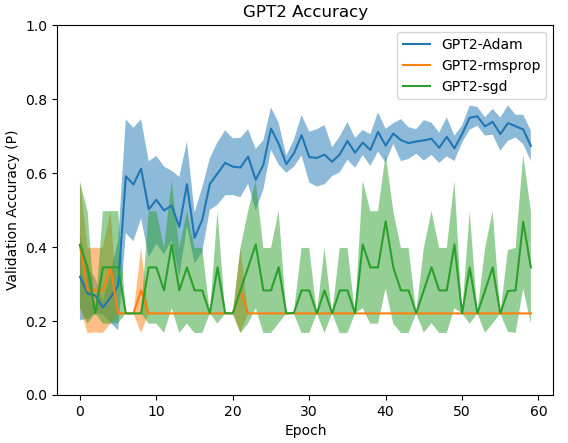 GPT2 Accuracy
1.0
0.8
0.6
0.4
0.2
0.0
Validation Accuracy (P)
GPT2-Adam
GPT2-rmsprop
GPT2-sgd
0 10 20 30 40 50 60
Epoch